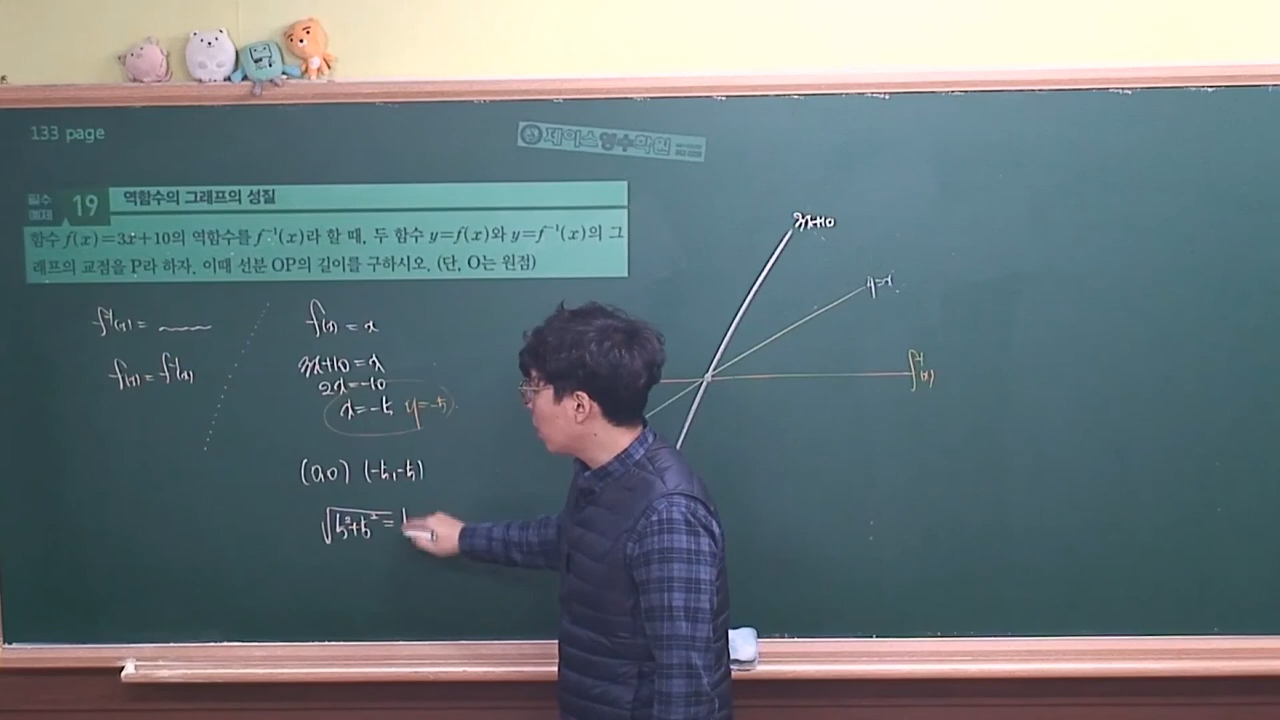 133 page
제이스영수학원
필수
예제 19 역함수의 그래프의 성질
함수 f(x)=3x+10의 역함수를 f⁻¹(x)라 할 때, 두 함수 y=f(x)와 y=f⁻¹(x)의 그
래프의 교점을 P라 하자. 이때 선분 OP의 길이를 구하시오. (단, O는 원점)
f⁻¹(x) =
f(x) = f⁻¹(x)
f(x) = x
3x+10 = x
2x = -10
x = -5 y = -5
(0,0) (-5,-5)
√5²+5² =
3x+10
y=x
f⁻¹(x)